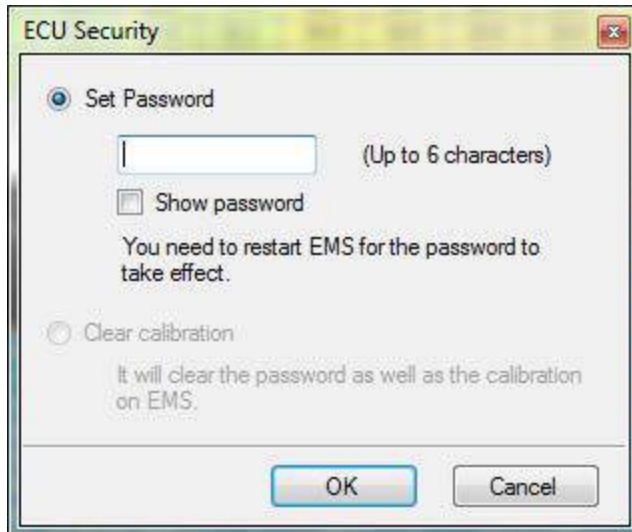 ECU Security
Set Password
(Up to 6 characters)
Show password
You need to restart EMS for the password to
take effect.
Clear calibration
It will clear the password as well as the calibration
on EMS.
OK
Cancel